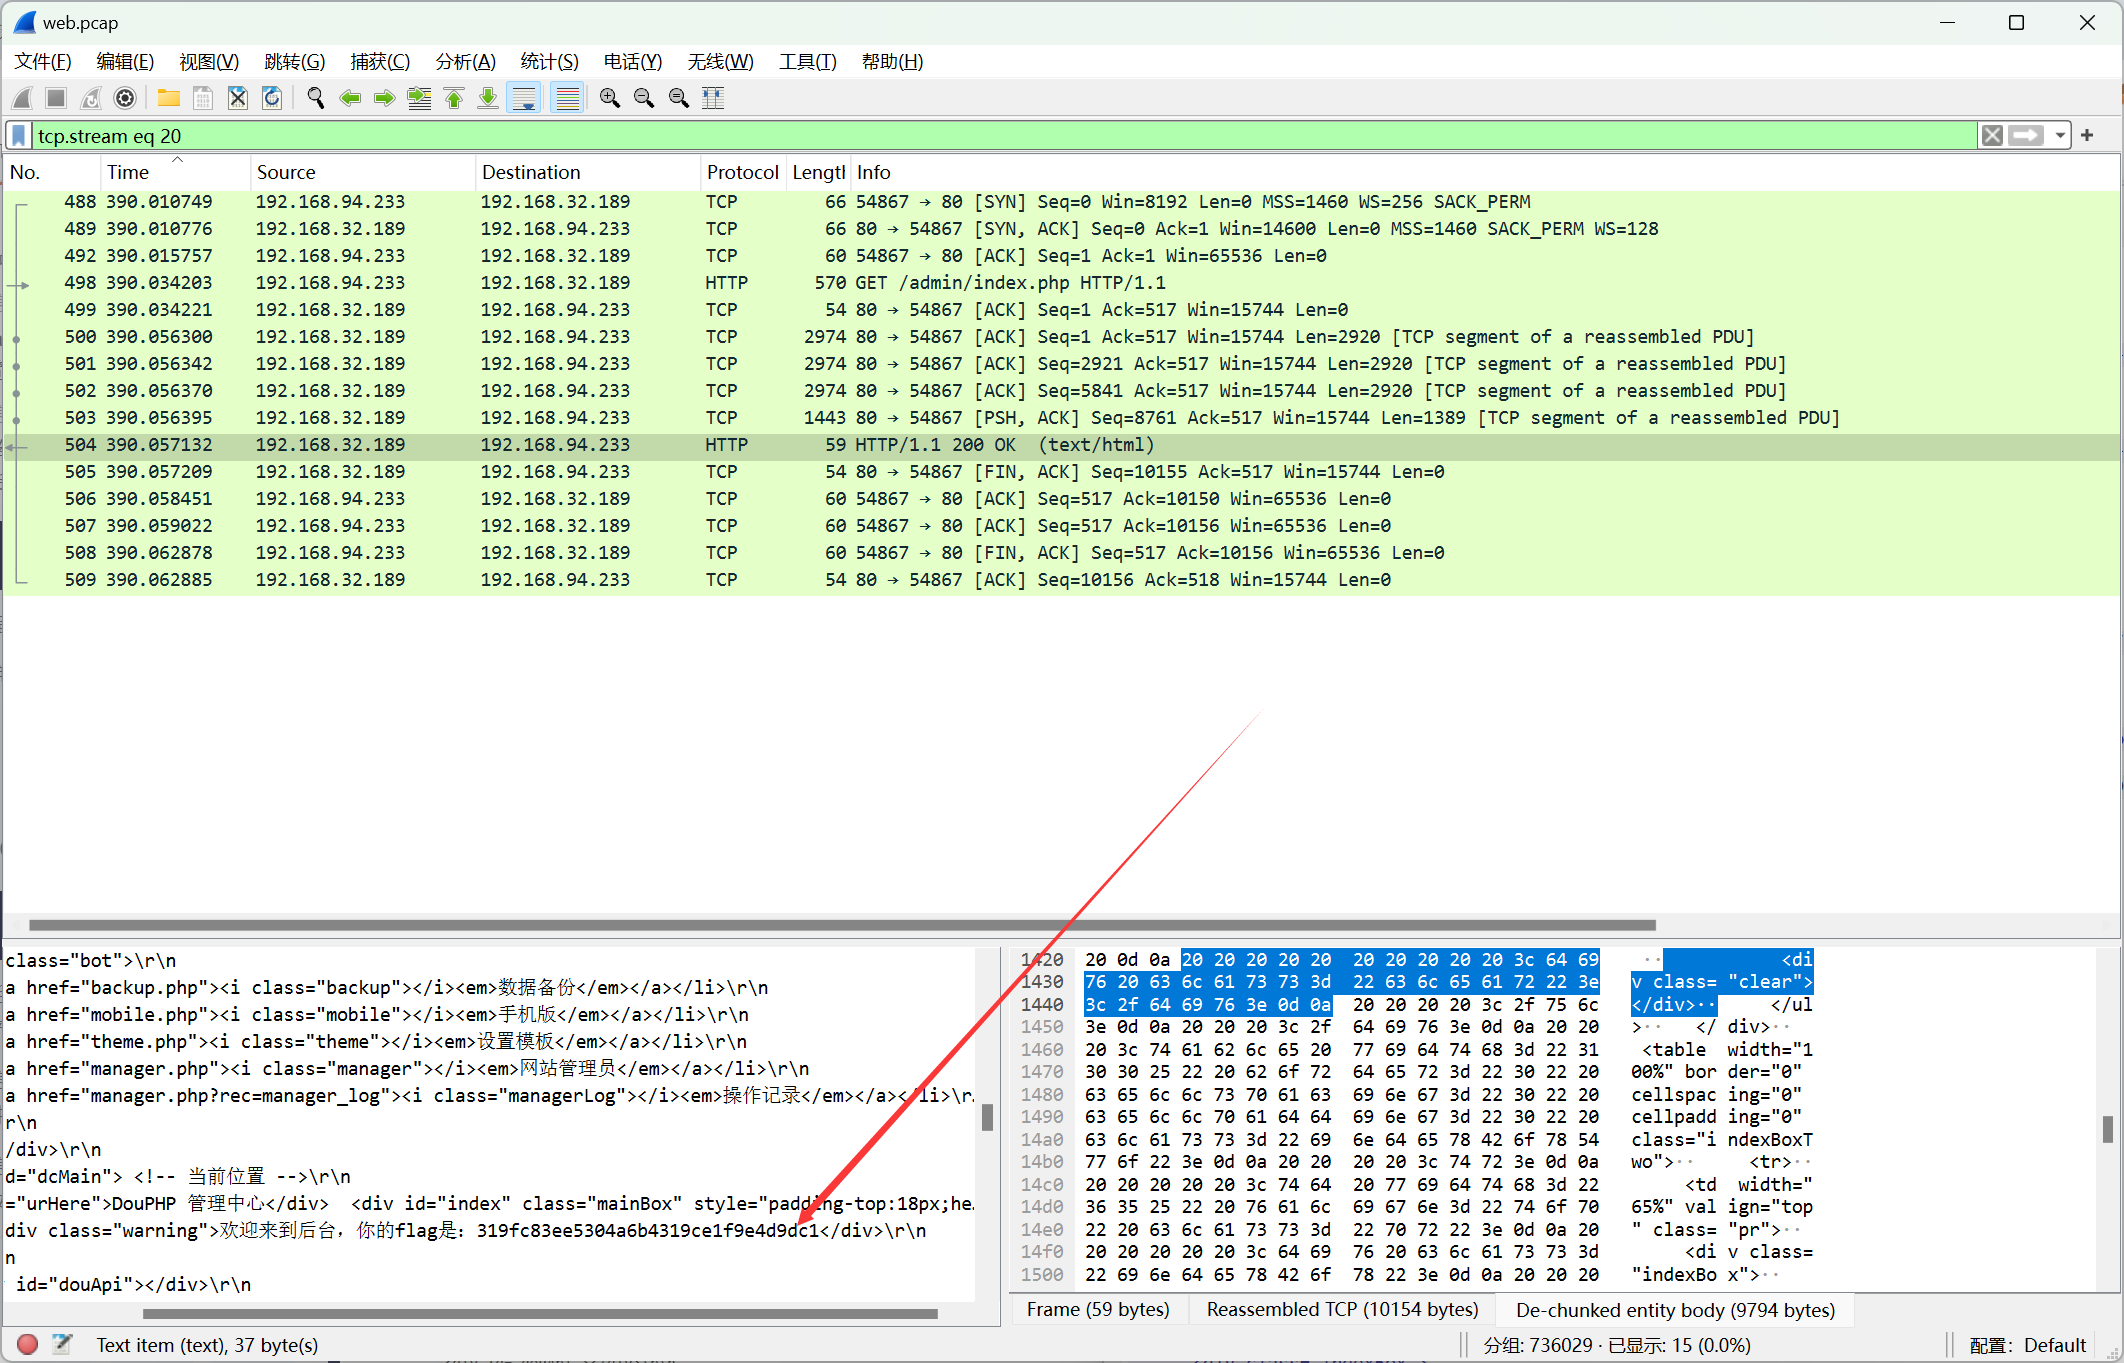 web.pcap
文件(F) 编辑(E) 视图(V) 跳转(G) 捕获(C) 分析(A) 统计(S) 电话(Y) 无线(W) 工具(T) 帮助(H)
tcp.stream eq 20
No. Time Source Destination Protocol Lengtl Info
488 390.010749 192.168.94.233 192.168.32.189 TCP 66 54867 → 80 [SYN] Seq=0 Win=8192 Len=0 MSS=1460 WS=256 SACK_PERM
489 390.010776 192.168.32.189 192.168.94.233 TCP 66 80 → 54867 [SYN, ACK] Seq=0 Ack=1 Win=14600 Len=0 MSS=1460 SACK_PERM WS=128
492 390.015757 192.168.94.233 192.168.32.189 TCP 60 54867 → 80 [ACK] Seq=1 Ack=1 Win=65536 Len=0
498 390.034203 192.168.94.233 192.168.32.189 HTTP 570 GET /admin/index.php HTTP/1.1
499 390.034221 192.168.32.189 192.168.94.233 TCP 54 80 → 54867 [ACK] Seq=1 Ack=517 Win=15744 Len=0
500 390.056300 192.168.32.189 192.168.94.233 TCP 2974 80 → 54867 [ACK] Seq=1 Ack=517 Win=15744 Len=2920 [TCP segment of a reassembled PDU]
501 390.056342 192.168.32.189 192.168.94.233 TCP 2974 80 → 54867 [ACK] Seq=2921 Ack=517 Win=15744 Len=2920 [TCP segment of a reassembled PDU]
502 390.056370 192.168.32.189 192.168.94.233 TCP 2974 80 → 54867 [ACK] Seq=5841 Ack=517 Win=15744 Len=2920 [TCP segment of a reassembled PDU]
503 390.056395 192.168.32.189 192.168.94.233 TCP 1443 80 → 54867 [PSH, ACK] Seq=8761 Ack=517 Win=15744 Len=1389 [TCP segment of a reassembled PDU]
504 390.057132 192.168.32.189 192.168.94.233 HTTP 59 HTTP/1.1 200 OK  (text/html)
505 390.057209 192.168.32.189 192.168.94.233 TCP 54 80 → 54867 [FIN, ACK] Seq=10155 Ack=517 Win=15744 Len=0
506 390.058451 192.168.94.233 192.168.32.189 TCP 60 54867 → 80 [ACK] Seq=517 Ack=10150 Win=65536 Len=0
507 390.059022 192.168.94.233 192.168.32.189 TCP 60 54867 → 80 [ACK] Seq=517 Ack=10156 Win=65536 Len=0
508 390.062878 192.168.94.233 192.168.32.189 TCP 60 54867 → 80 [FIN, ACK] Seq=517 Ack=10156 Win=65536 Len=0
509 390.062885 192.168.32.189 192.168.94.233 TCP 54 80 → 54867 [ACK] Seq=10156 Ack=518 Win=15744 Len=0
class="bot">\r\n
a href="backup.php"><i class="backup"></i><em>数据备份</em></a></li>\r\n
a href="mobile.php"><i class="mobile"></i><em>手机版</em></a></li>\r\n
a href="theme.php"><i class="theme"></i><em>设置模板</em></a></li>\r\n
a href="manager.php"><i class="manager"></i><em>网站管理员</em></a></li>\r\n
a href="manager.php?rec=manager_log"><i class="managerLog"></i><em>操作记录</em></a></li>\r…
r\n
/div>\r\n
d="dcMain"> <!-- 当前位置 -->\r\n
="urHere">DouPHP 管理中心</div>  <div id="index" class="mainBox" style="padding-top:18px;he…
div class="warning">欢迎来到后台，你的flag是：319fc83ee5304a6b4319ce1f9e4d9dc1</div>\r\n
n
id="douApi"></div>\r\n
1420 20 0d 0a 20 20 20 20 20 20 20 20 20 20 3c 64 69 ·· <di
1430 76 20 63 6c 61 73 73 3d 22 63 6c 65 61 72 22 3e v class= "clear">
1440 3c 2f 64 69 76 3e 0d 0a 20 20 20 20 3c 2f 75 6c </div>·· </ul
1450 3e 0d 0a 20 20 20 3c 2f 64 69 76 3e 0d 0a 20 20 >·· </ div>··
1460 20 3c 74 61 62 6c 65 20 77 69 64 74 68 3d 22 31 <table width="1
1470 30 30 25 22 20 62 6f 72 64 65 72 3d 22 30 22 20 00%" bor der="0"
1480 63 65 6c 6c 73 70 61 63 69 6e 67 3d 22 30 22 20 cellspac ing="0"
1490 63 65 6c 6c 70 61 64 64 69 6e 67 3d 22 30 22 20 cellpadd ing="0"
14a0 63 6c 61 73 73 3d 22 69 6e 64 65 78 42 6f 78 54 class="i ndexBoxT
14b0 77 6f 22 3e 0d 0a 20 20 20 20 3c 74 72 3e 0d 0a wo">·· <tr>··
14c0 20 20 20 20 20 3c 74 64 20 77 69 64 74 68 3d 22 <td width="
14d0 36 35 25 22 20 76 61 6c 69 67 6e 3d 22 74 6f 70 65%" val ign="top
14e0 22 20 63 6c 61 73 73 3d 22 70 72 22 3e 0d 0a 20 " class= "pr">··
14f0 20 20 20 20 20 3c 64 69 76 20 63 6c 61 73 73 3d <di v class=
1500 22 69 6e 64 65 78 42 6f 78 22 3e 0d 0a 20 20 20 "indexBo x">··
Frame (59 bytes) Reassembled TCP (10154 bytes) De-chunked entity body (9794 bytes)
Text item (text), 37 byte(s) 分组: 736029 · 已显示: 15 (0.0%) 配置: Default